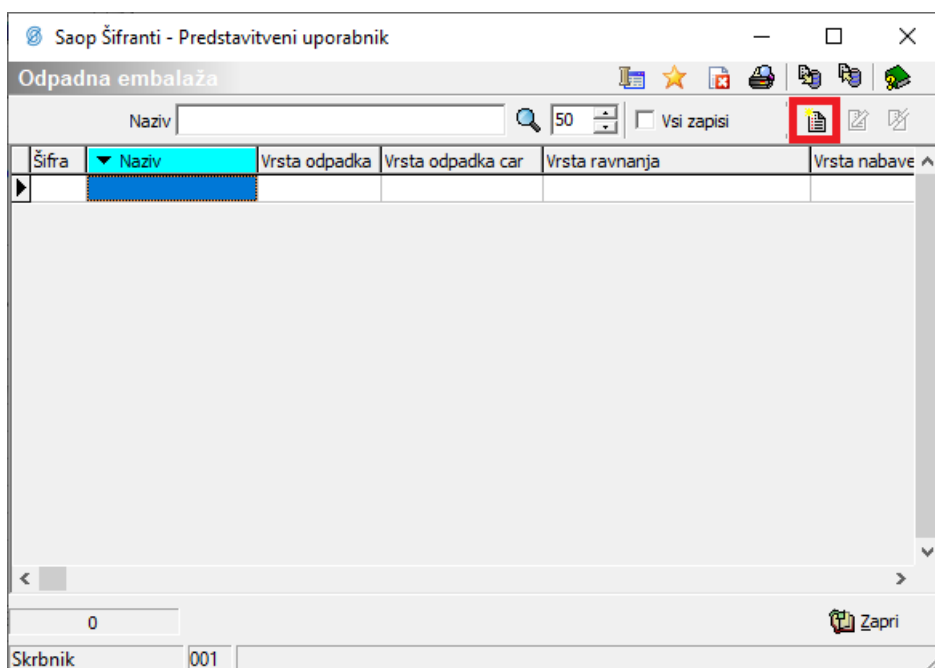 Saop Šifranti - Predstavitveni uporabnik
Odpadna embalaža
Naziv 50 Vsi zapisi
Šifra Naziv Vrsta odpadka Vrsta odpadka car Vrsta ravnanja Vrsta nabave
0 Zapri
Skrbnik 001